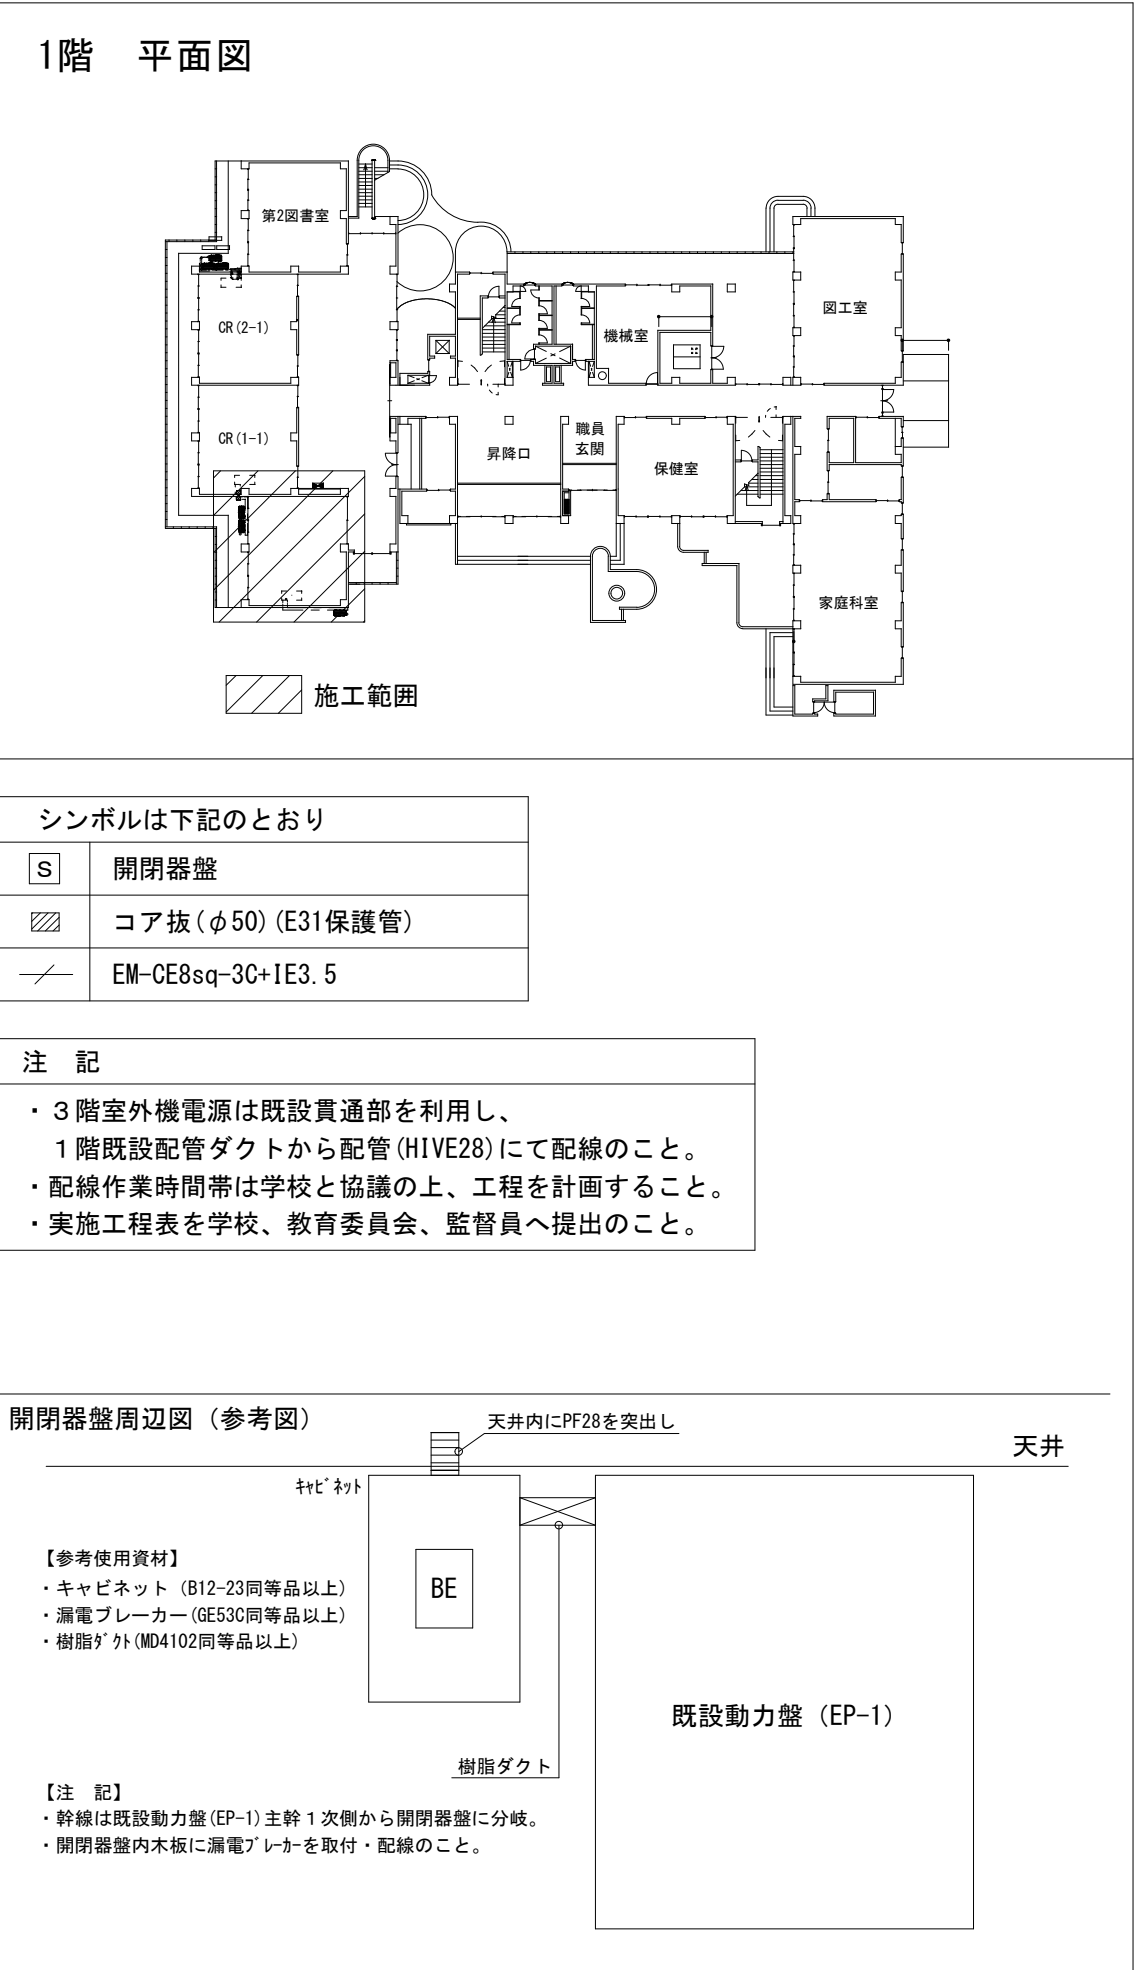 1階　平面図
第2図書室
CR(2-1)
CR(1-1)
機械室
図工室
昇降口
職員
玄関
保健室
家庭科室
施工範囲
シンボルは下記のとおり
S 開閉器盤
コア抜(φ50)(E31保護管)
EM-CE8sq-3C+IE3.5
注　記
・３階室外機電源は既設貫通部を利用し、
１階既設配管ダクトから配管(HIVE28)にて配線のこと。
・配線作業時間帯は学校と協議の上、工程を計画すること。
・実施工程表を学校、教育委員会、監督員へ提出のこと。
開閉器盤周辺図（参考図）
天井内にPF28を突出し
天井
ｷｬﾋﾞﾈｯﾄ
【参考使用資材】
・キャビネット（B12-23同等品以上）
・漏電ブレーカー(GE53C同等品以上)
・樹脂ﾀﾞｸﾄ(MD4102同等品以上)
BE
既設動力盤（EP-1）
樹脂ダクト
【注　記】
・幹線は既設動力盤(EP-1)主幹１次側から開閉器盤に分岐。
・開閉器盤内木板に漏電ﾌﾞﾚｰｶｰを取付・配線のこと。